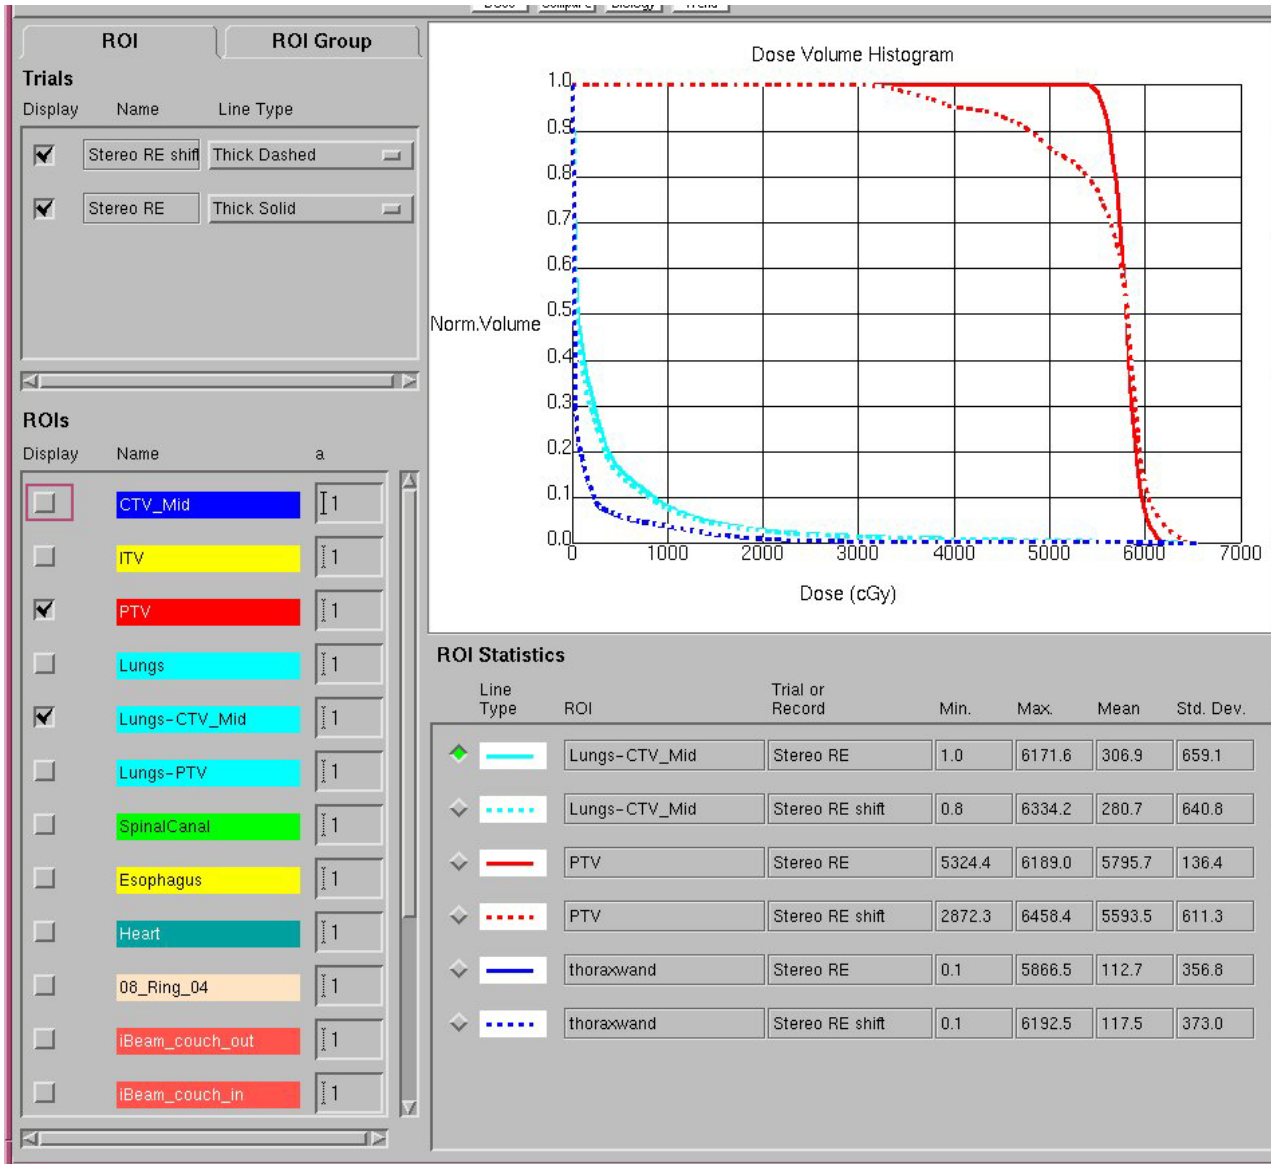 Dose Compare Biology Trend
ROI ROI Group
Trials
Display Name Line Type
Stereo RE shift Thick Dashed
Stereo RE Thick Solid
ROIs
Display Name a
CTV_Mid 1
ITV 1
PTV 1
Lungs 1
Lungs-CTV_Mid 1
Lungs-PTV 1
SpinalCanal 1
Esophagus 1
Heart 1
08_Ring_04 1
iBeam_couch_out 1
iBeam_couch_in 1
Dose Volume Histogram
1.0
0.9
0.8
0.7
0.6
0.5
Norm.Volume
0.4
0.3
0.2
0.1
0.0
0 1000 2000 3000 4000 5000 6000 7000
Dose (cGy)
ROI Statistics
Line Type ROI Trial or Record Min. Max. Mean Std. Dev.
Lungs-CTV_Mid Stereo RE 1.0 6171.6 306.9 659.1
Lungs-CTV_Mid Stereo RE shift 0.8 6334.2 280.7 640.8
PTV Stereo RE 5324.4 6189.0 5795.7 136.4
PTV Stereo RE shift 2872.3 6458.4 5593.5 611.3
thoraxwand Stereo RE 0.1 5866.5 112.7 356.8
thoraxwand Stereo RE shift 0.1 6192.5 117.5 373.0